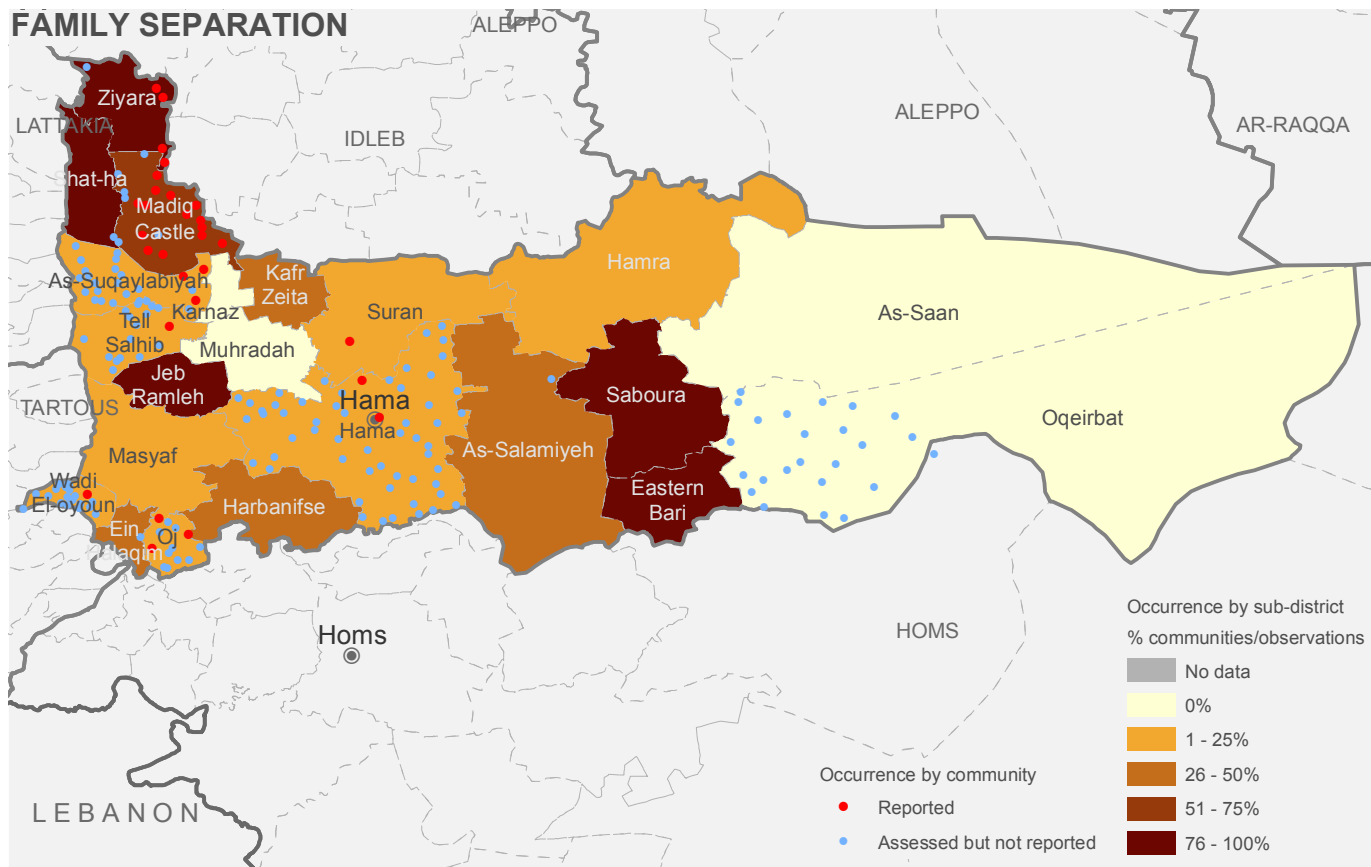 FAMILY SEPARATION
ALEPPO
Ziyara
LATTAKIA
IDLEB
ALEPPO
AR-RAQQA
Shat-ha
Madiq
Castle
As-Suqaylabiyah
Kafr
Zeita
Hamra
Karnaz
Suran
As-Saan
Tell
Salhib
Muhradah
Jeb
Ramleh
Saboura
TARTOUS
Hama
Hama
Oqeirbat
Masyaf
As-Salamiyeh
Wadi
El-oyoun
Harbanifse
Eastern
Bari
Ein
Oj
Homs
HOMS
LEBANON
Occurrence by community
Reported
Assessed but not reported
Occurrence by sub-district
% communities/observations
No data
0%
1 - 25%
26 - 50%
51 - 75%
76 - 100%